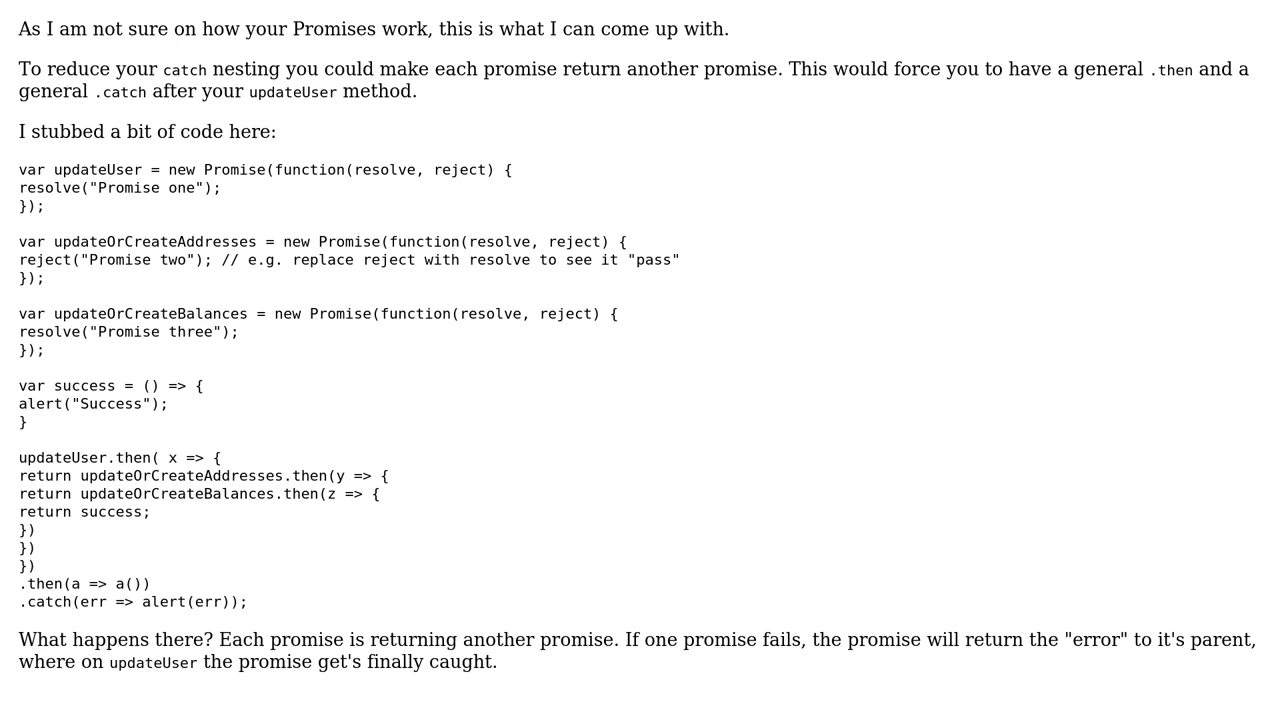 As I am not sure on how your Promises work, this is what I can come up with.
To reduce your catch nesting you could make each promise return another promise. This would force you to have a general .then and a
general .catch after your updateUser method.
I stubbed a bit of code here:
var updateUser = new Promise(function(resolve, reject) {
resolve("Promise one");
});
var updateOrCreateAddresses = new Promise(function(resolve, reject) {
reject("Promise two"); // e.g. replace reject with resolve to see it "pass"
});
var updateOrCreateBalances = new Promise(function(resolve, reject) {
resolve("Promise three");
});
var success = () => {
alert("Success");
}
updateUser.then( x => {
return updateOrCreateAddresses.then(y => {
return updateOrCreateBalances.then(z => {
return success;
})
})
})
.then(a => a())
.catch(err => alert(err));
What happens there? Each promise is returning another promise. If one promise fails, the promise will return the "error" to it's parent,
where on updateUser the promise get's finally caught.